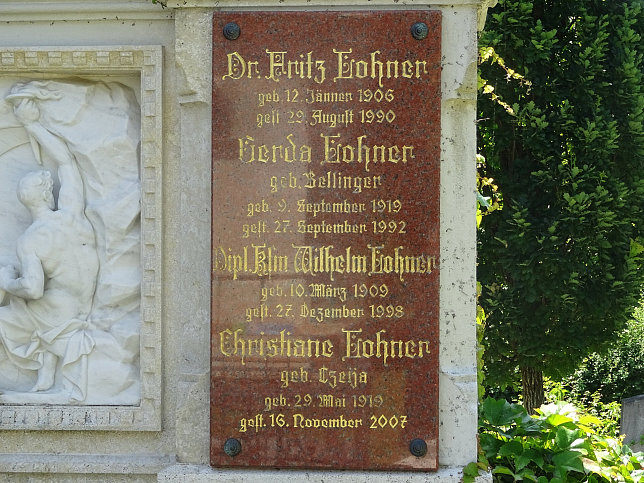 Dr. Fritz Lohner
geb. 12. Jänner 1906
gest. 29. August 1990
Gerda Lohner
geb. Bellinger
geb. 9. September 1919
gest. 27. September 1992
Dipl. Kfm Wilhelm Lohner
geb. 10. März 1909
gest. 27. Dezember 1998
Christiane Lohner
geb. Czeija
geb. 29. Mai 1919
gest. 16. November 2007